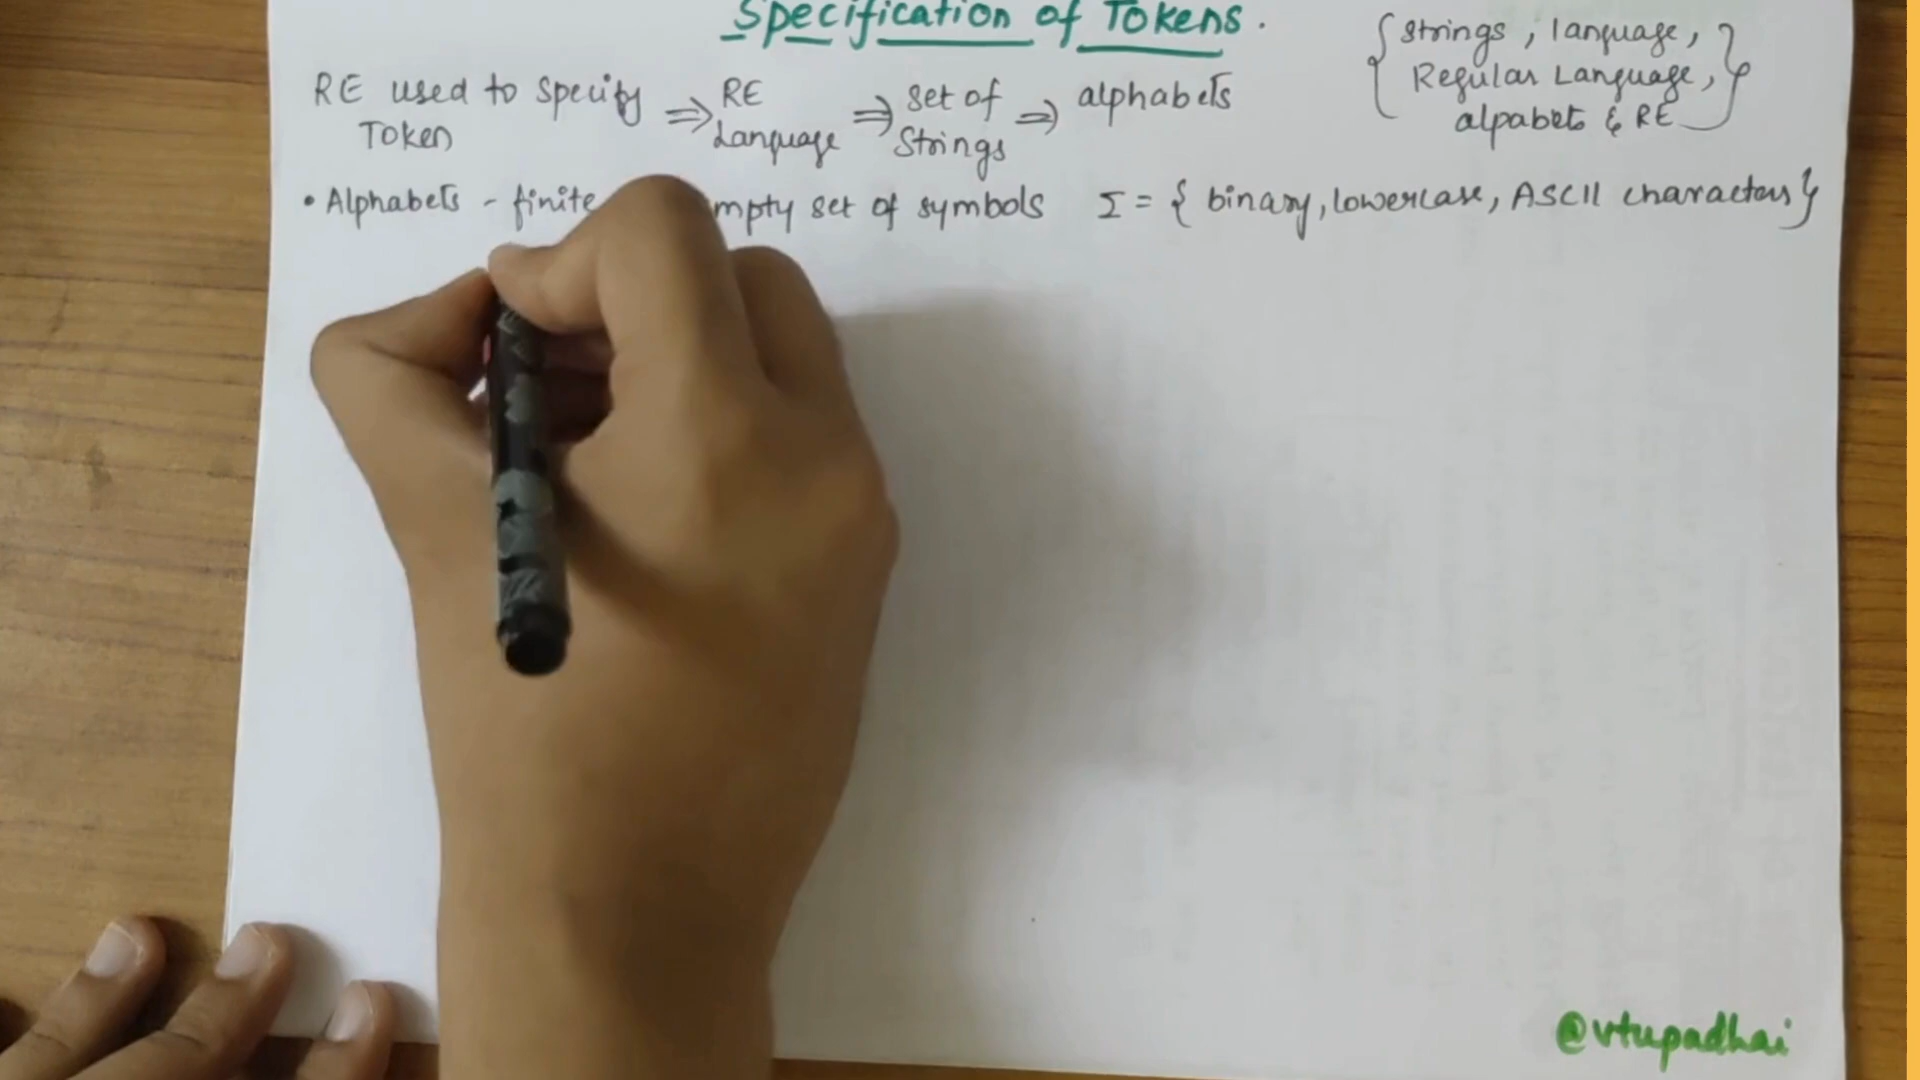 Specification of Tokens.
{ strings, language,
Regular Language,
alpabets & RE }
RE used to specify ⇒ RE ⇒ set of ⇒ alphabets
Token Language Strings
• Alphabets - finite mpty set of symbols Σ = { binary, lowercase, ASCII characters }
@vtupadhai